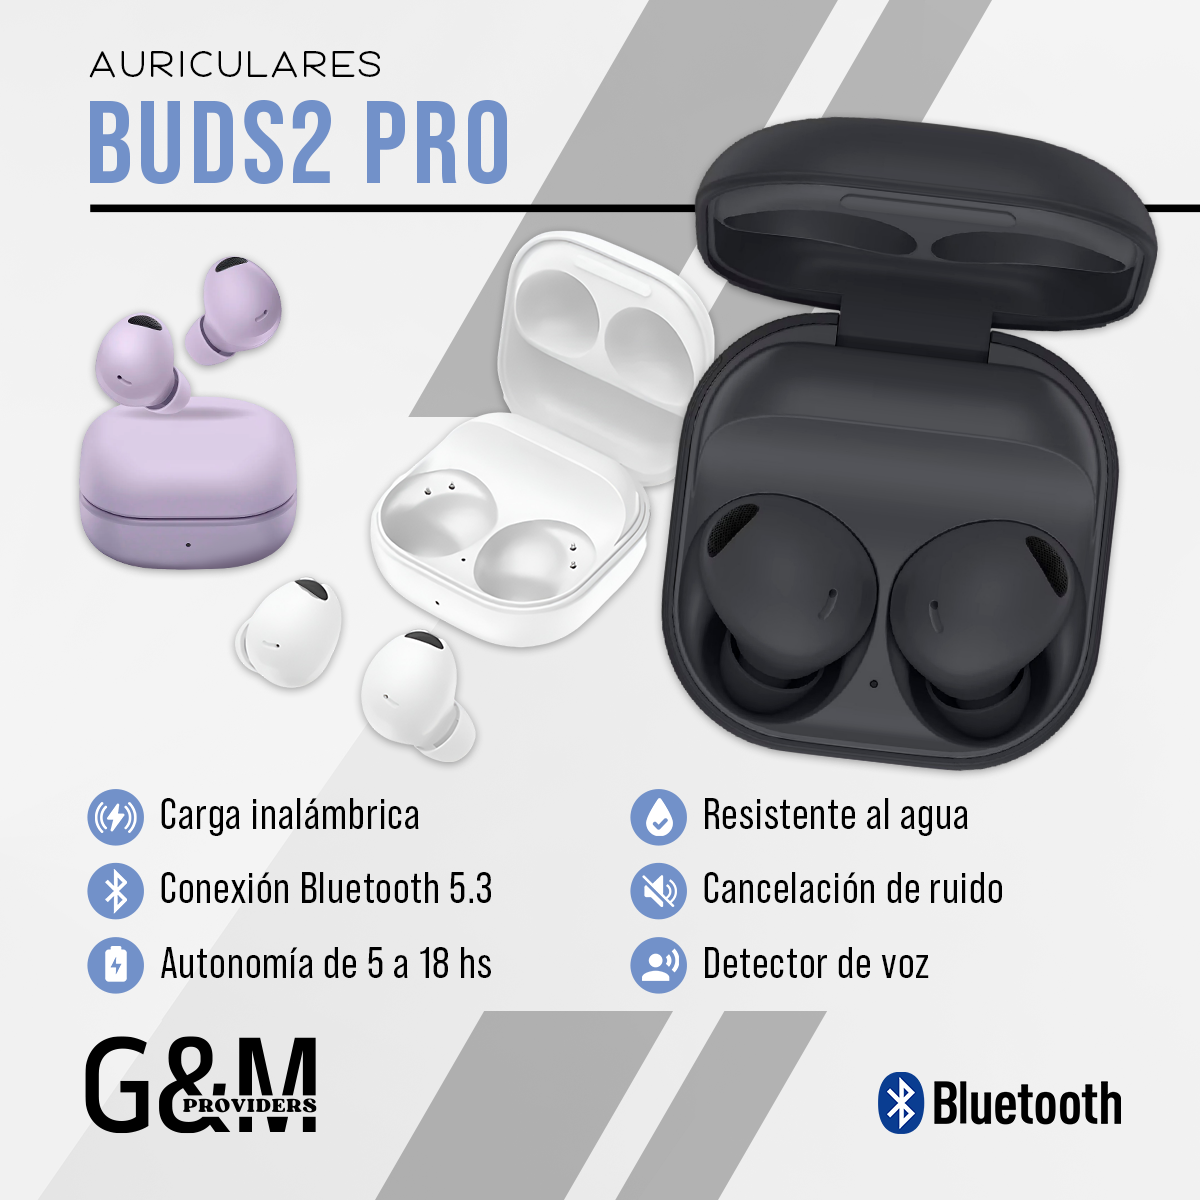 AURICULARES
BUDS2 PRO
Carga inalámbrica
Conexión Bluetooth 5.3
Autonomía de 5 a 18 hs
Resistente al agua
Cancelación de ruido
Detector de voz
G&M
PROVIDERS
Bluetooth